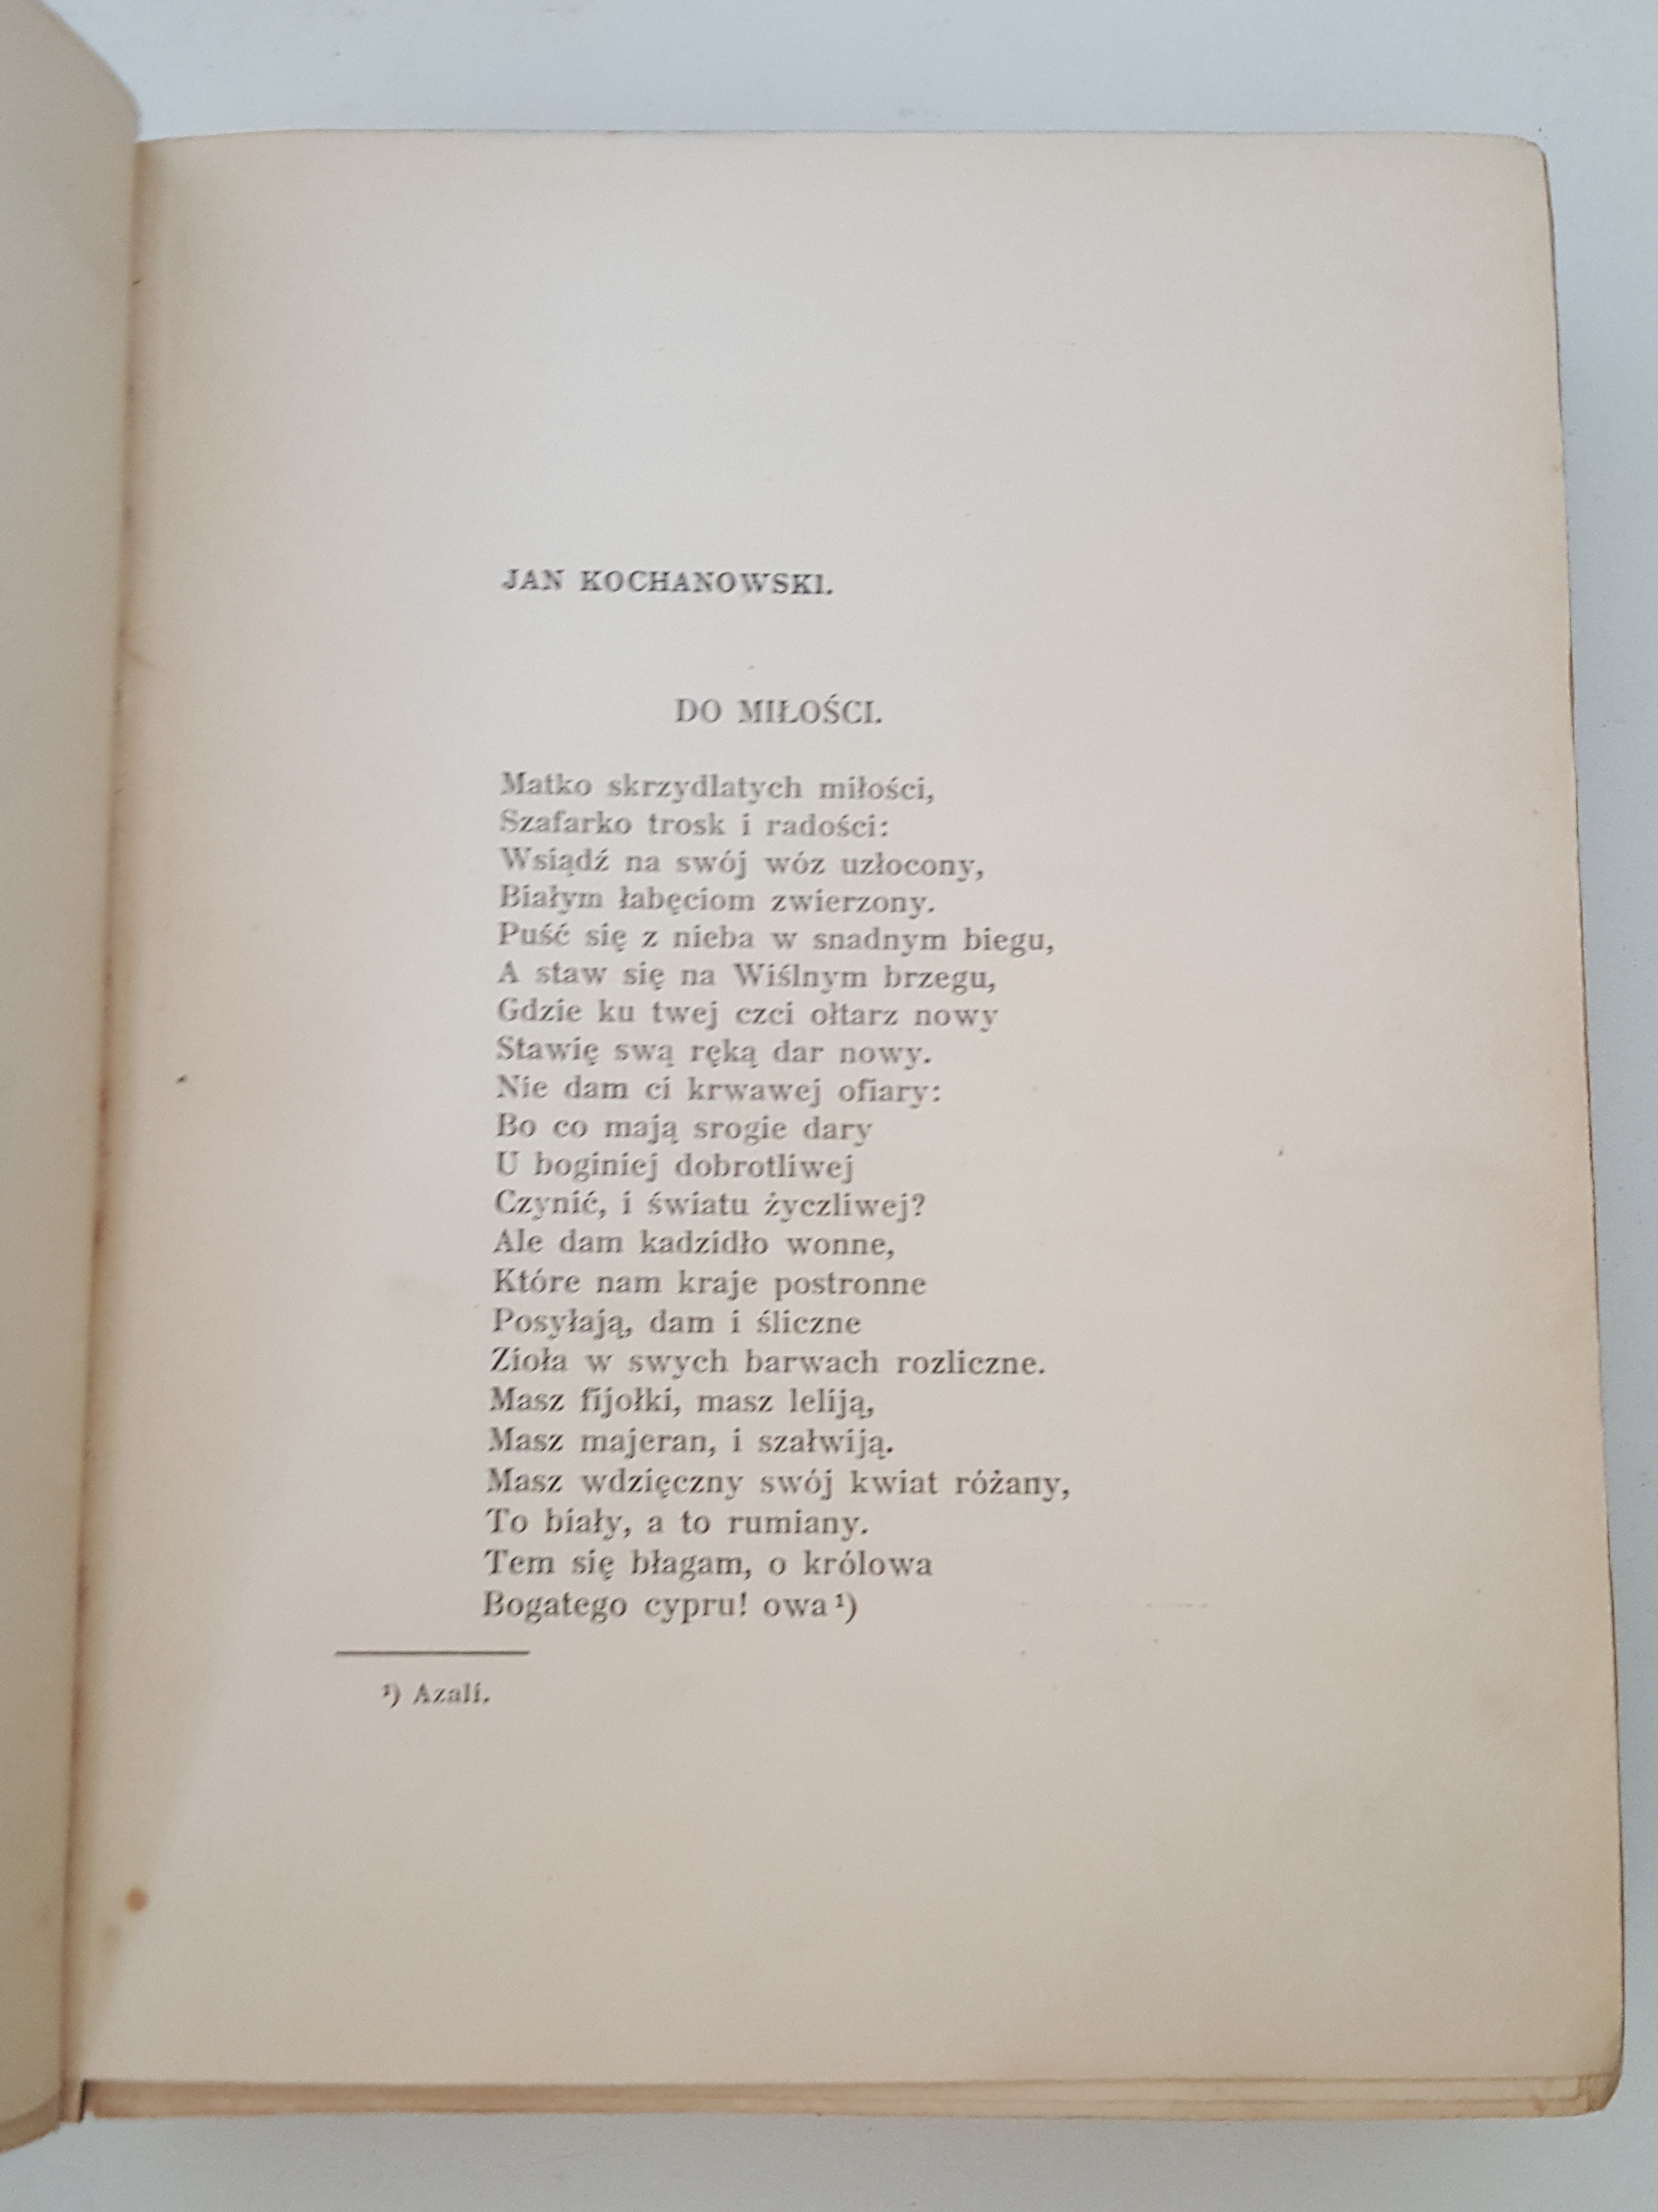 JAN KOCHANOWSKI.
DO MIŁOŚCI.
Matko skrzydlatych miłości,
Szafarko trosk i radości:
Wsiądź na swój wóz uzłocony,
Białym łabęciom zwierzony.
Puść się z nieba w snadnym biegu,
A staw się na Wiślnym brzegu,
Gdzie ku twej czci ołtarz nowy
Stawię swą ręką dar nowy.
Nie dam ci krwawej ofiary:
Bo co mają srogie dary
U boginiej dobrotliwej
Czynić, i światu życzliwej?
Ale dam kadzidło wonne,
Które nam kraje postronne
Posyłają, dam i śliczne
Zioła w swych barwach rozliczne.
Masz fijołki, masz leliją,
Masz majeran, i szałwiją.
Masz wdzięczny swój kwiat różany,
To biały, a to rumiany.
Tem się błagam, o królowa
Bogatego cypru! owa ¹)
¹) Azali.